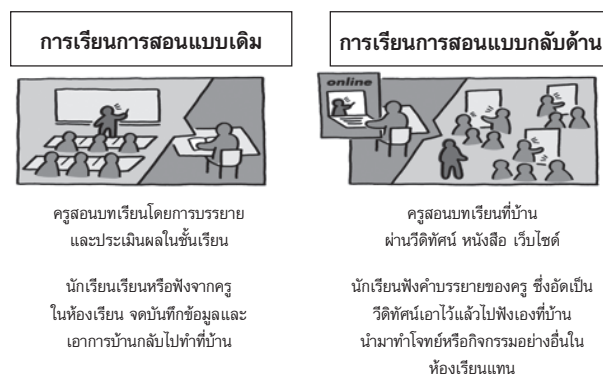 การเรียนการสอนแบบเดิม
ครูสอนบทเรียนโดยการบรรยาย
และประเมินผลในชั้นเรียน
นักเรียนเรียนหรือฟังจากครู
ในห้องเรียน จดบันทึกข้อมูลและ
เอาการบ้านกลับไปทำที่บ้าน
การเรียนการสอนแบบกลับด้าน
online
ครูสอนบทเรียนที่บ้าน
ผ่านวีดิทัศน์ หนังสือ เว็บไซต์
นักเรียนฟังคำบรรยายของครู ซึ่งอัดเป็น
วีดิทัศน์เอาไว้แล้วไปฟังเองที่บ้าน
นำมาทำโจทย์หรือกิจกรรมอย่างอื่นใน
ห้องเรียนแทน